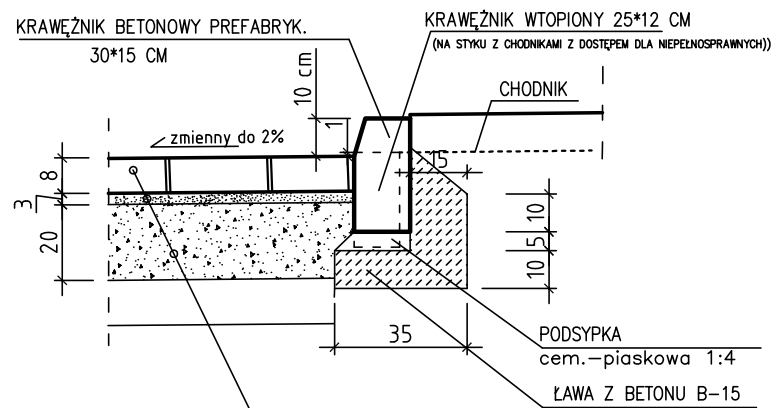 KRAWĘŻNIK BETONOWY PREFABRYK.
30*15 CM
KRAWĘŻNIK WTOPIONY 25*12 CM
(NA STYKU Z CHODNIKAMI Z DOSTĘPEM DLA NIEPEŁNOSPRAWNYCH))
10 cm
1
CHODNIK
zmienny do 2%
15
8
3
20
10
5
10
35
PODSYPKA
cem.-piaskowa 1:4
ŁAWA Z BETONU B-15